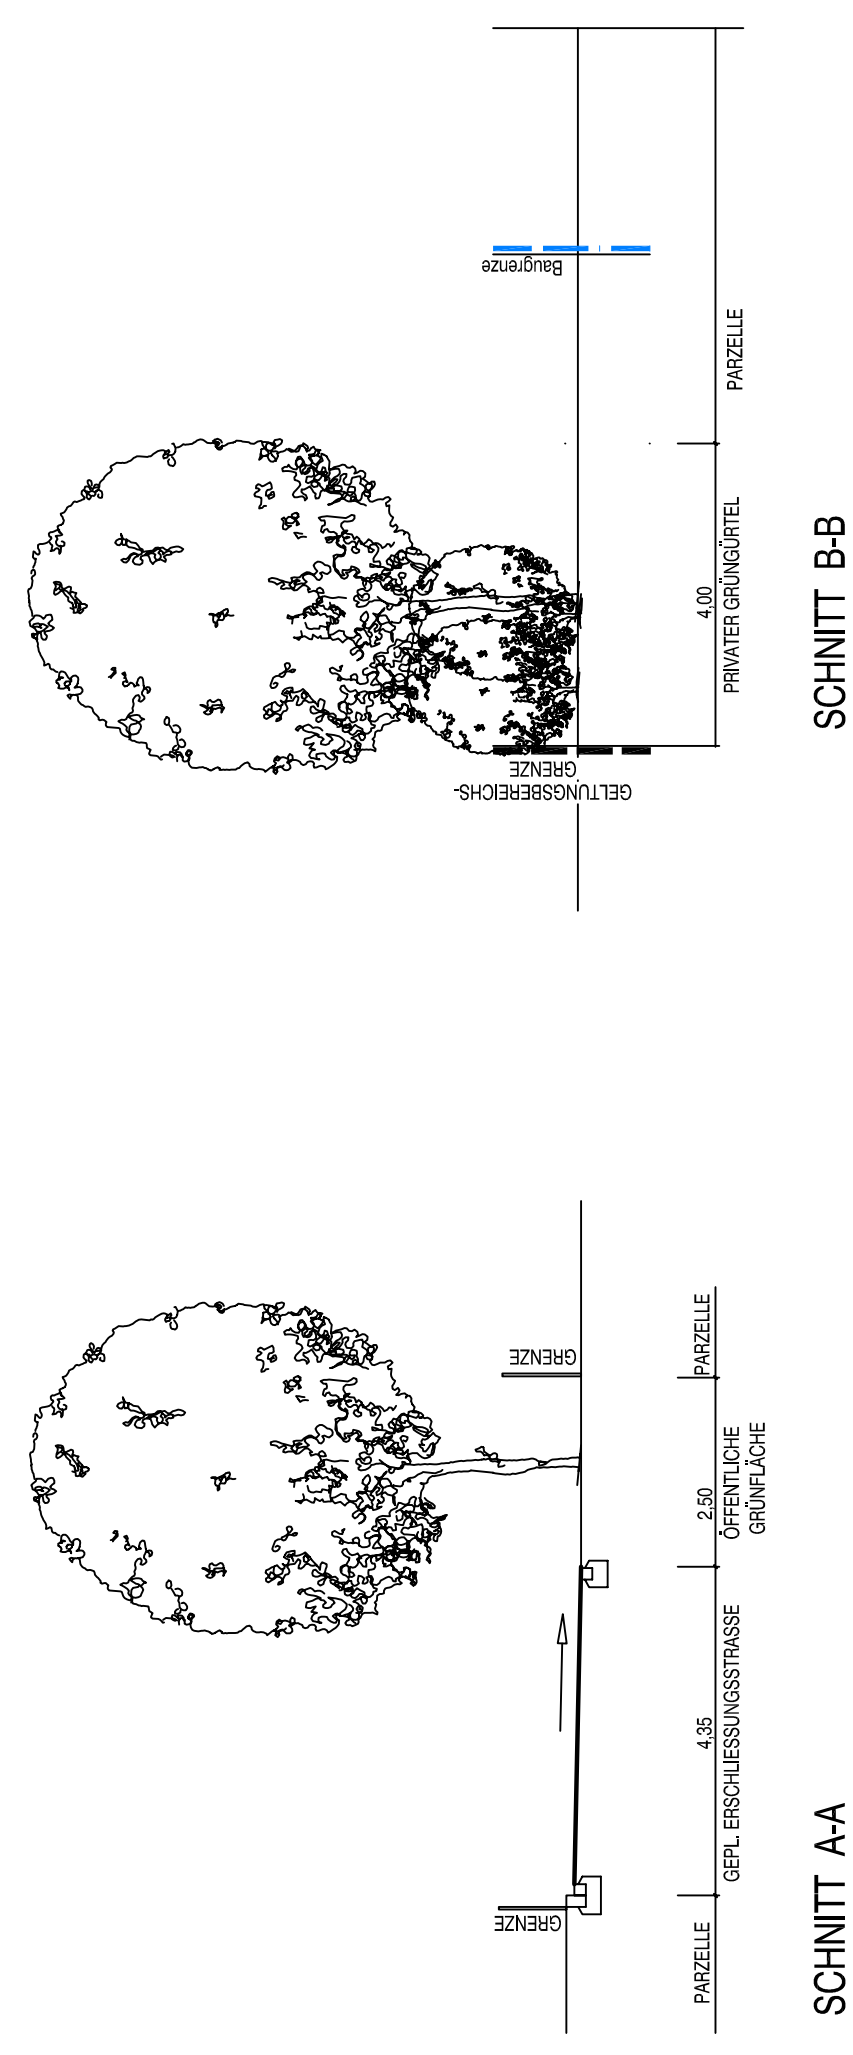 GRENZE
GRENZE
PARZELLE
4,35
GEPL. ERSCHLIESSUNGSSTRASSE
2,50
ÖFFENTLICHE
GRÜNFLÄCHE
PARZELLE
SCHNITT A-A
GELTUNGSBEREICHS-
GRENZE
Baugrenze
4,00
PRIVATER GRÜNGÜRTEL
PARZELLE
SCHNITT B-B